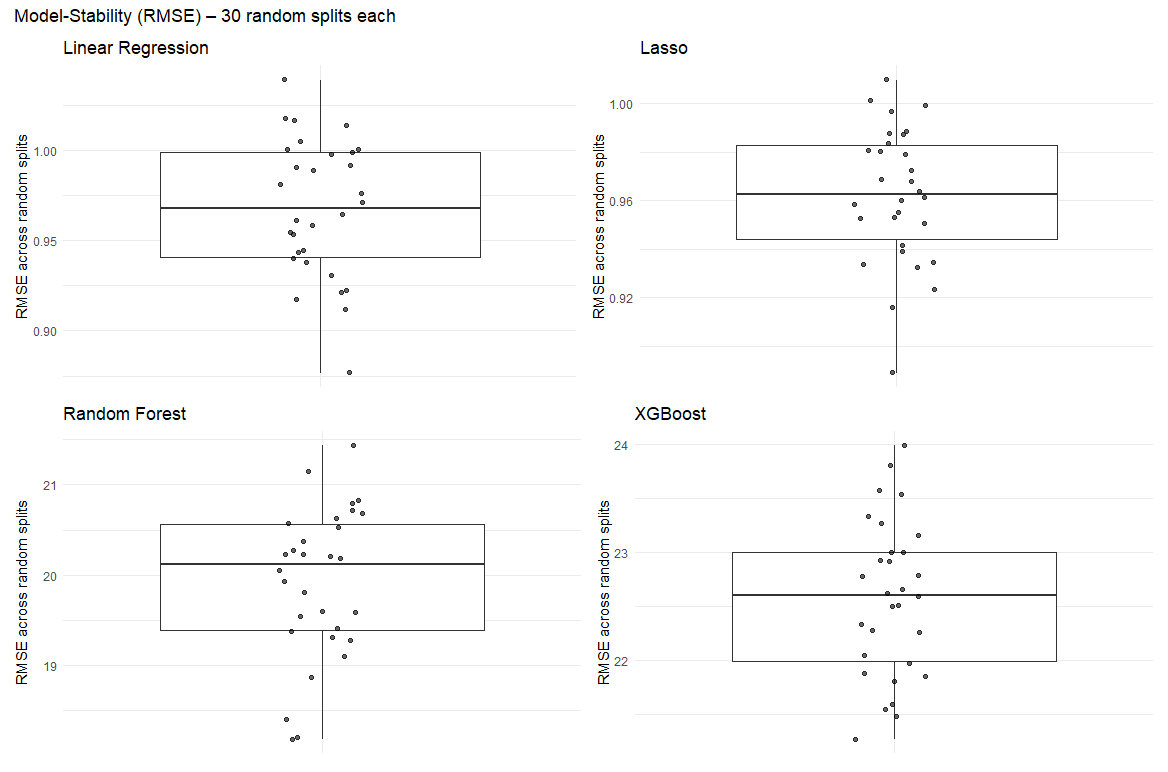 Model-Stability (RMSE) – 30 random splits each
Linear Regression
RMSE across random splits
1.00
0.95
0.90
Lasso
RMSE across random splits
1.00
0.96
0.92
Random Forest
RMSE across random splits
21
20
19
XGBoost
RMSE across random splits
24
23
22